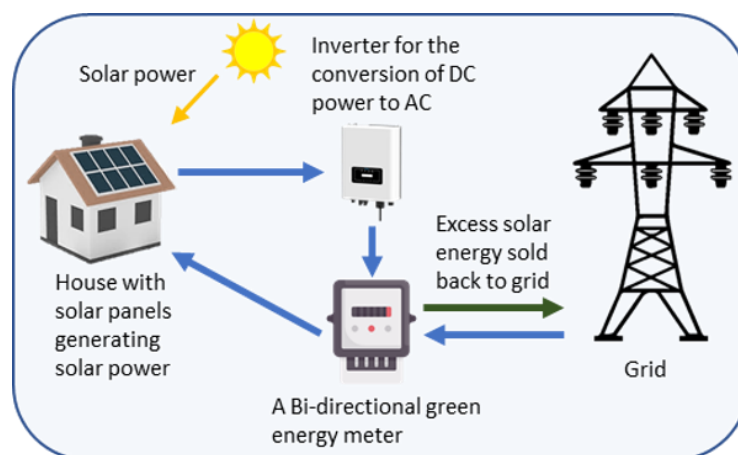 Solar power
Inverter for the
conversion of DC
power to AC
House with
solar panels
generating
solar power
Excess solar
energy sold
back to grid
A Bi-directional green
energy meter
Grid